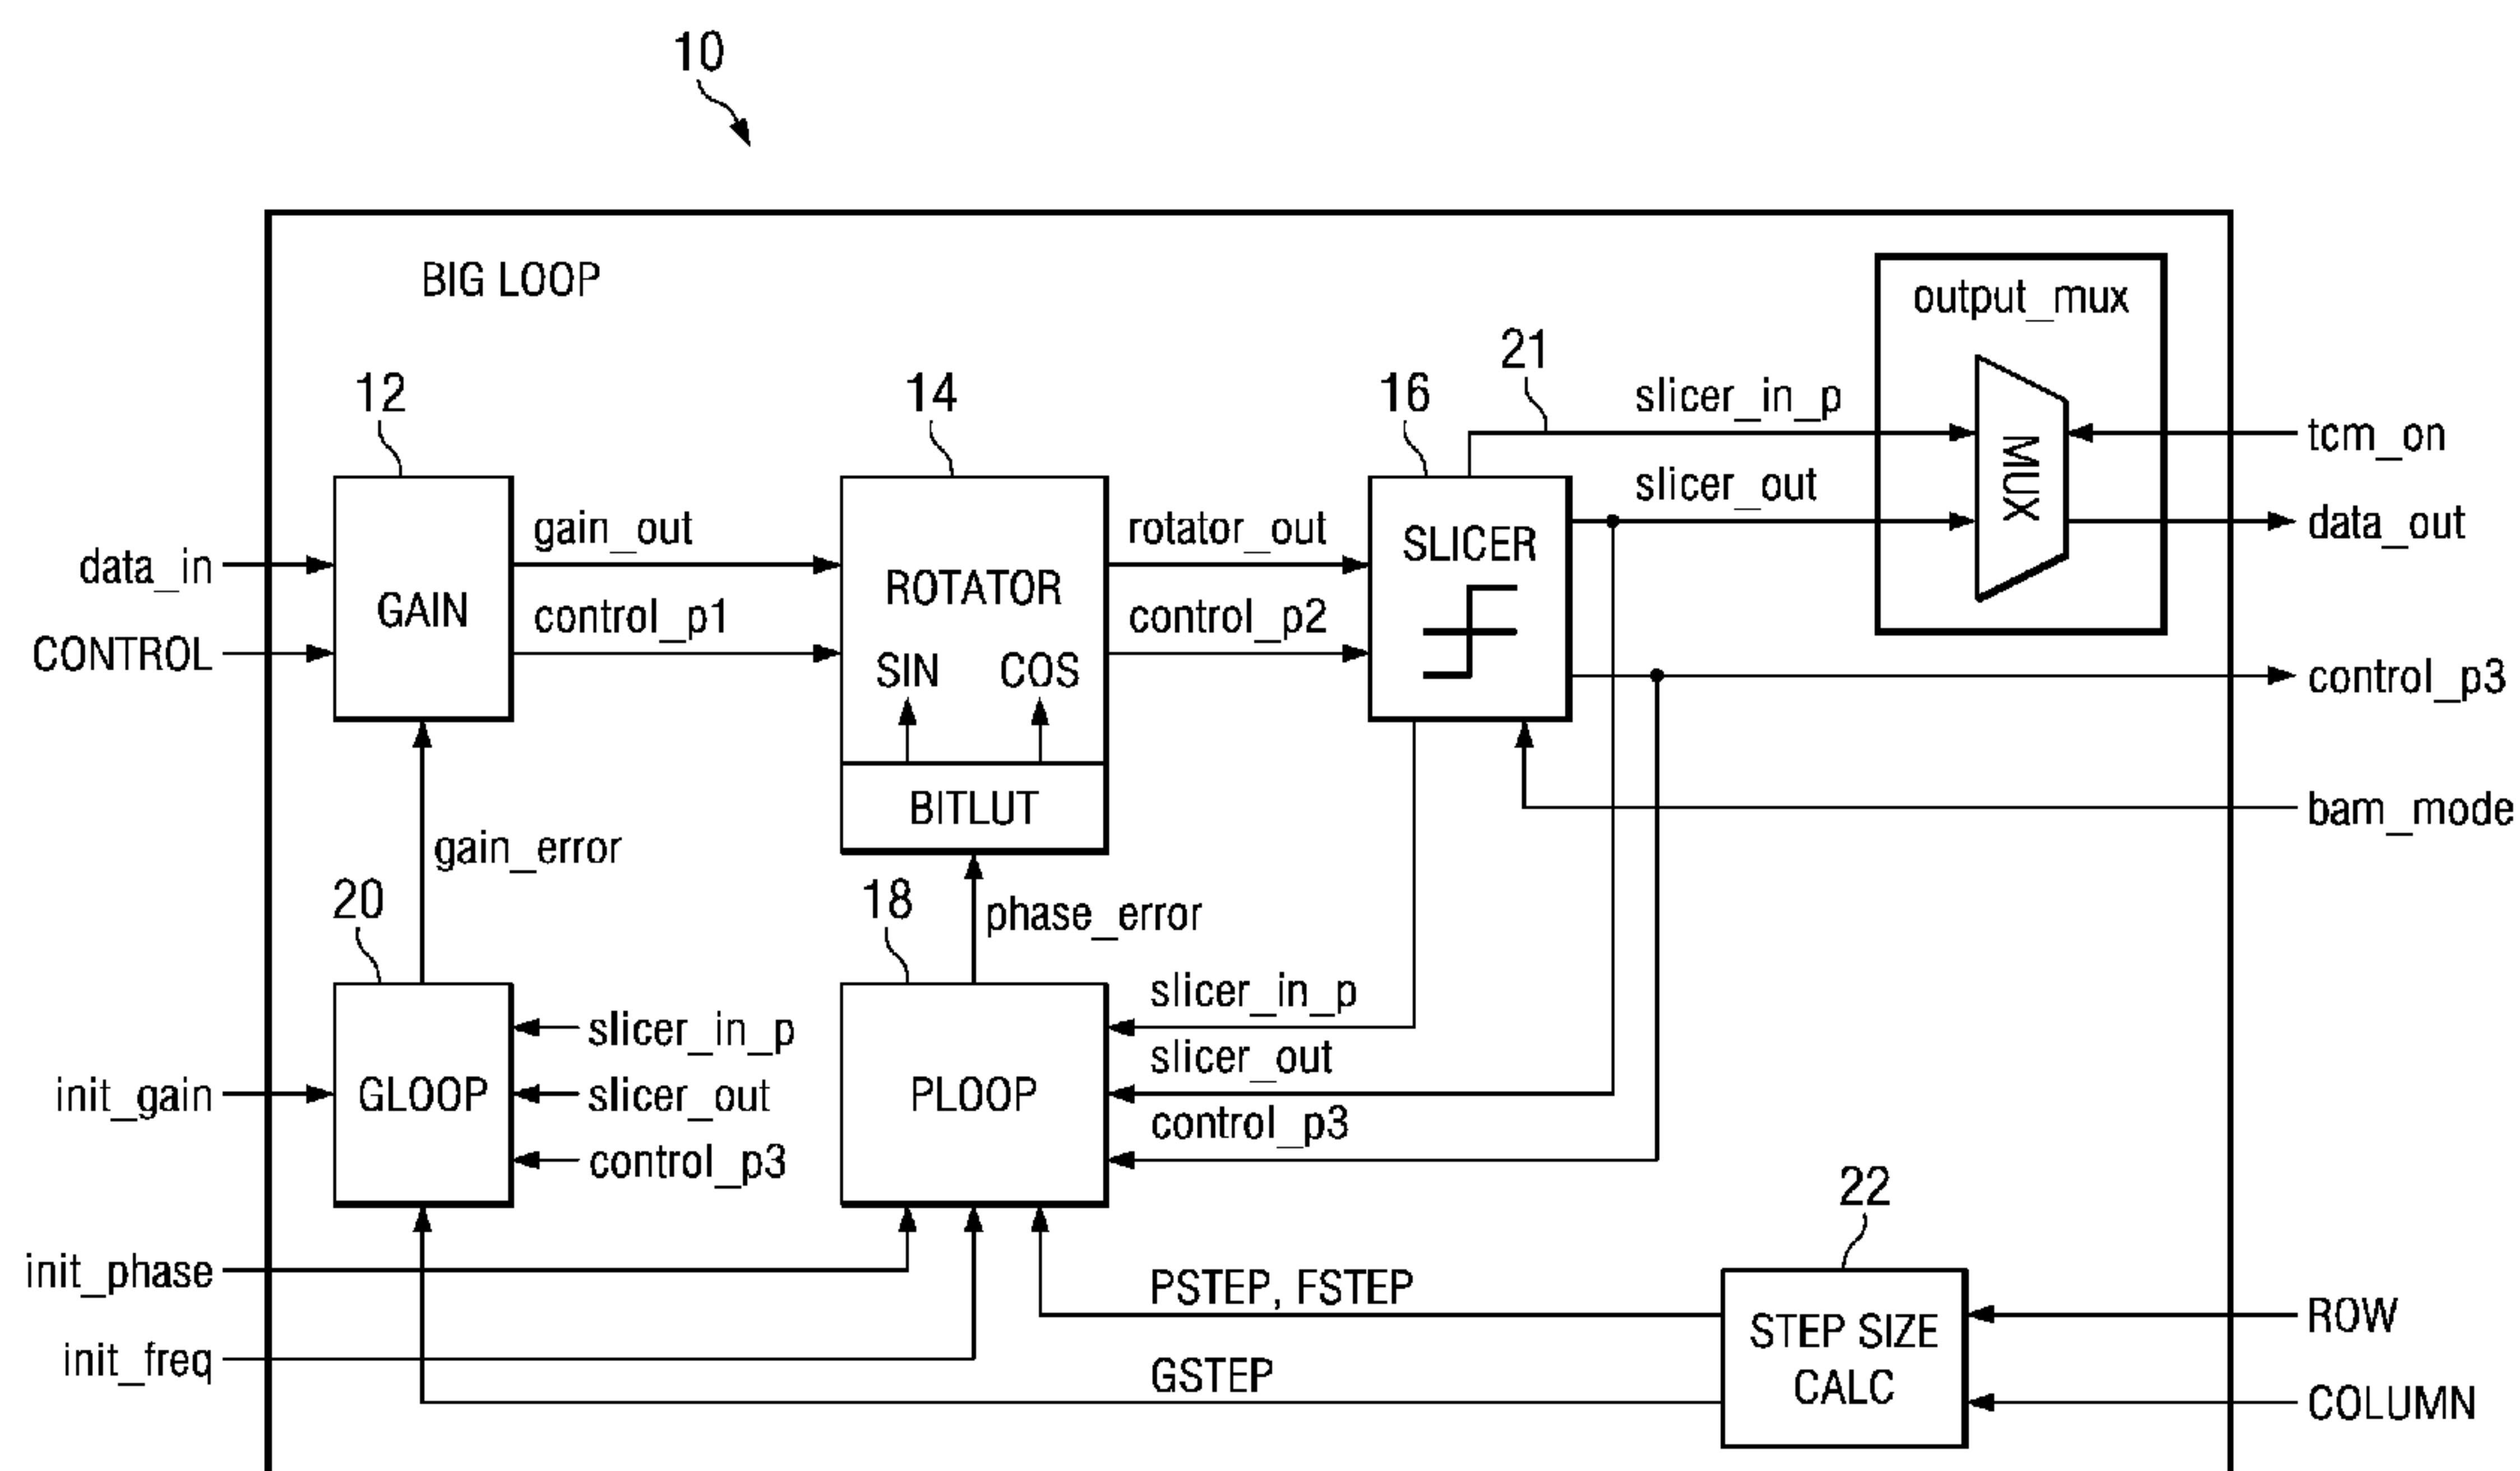 10
BIG LOOP
output_mux
21
12
14
16
slicer_in_p
tcm_on
MUX
slicer_out
gain_out
rotator_out
SLICER
data_out
data_in
ROTATOR
GAIN
control_p1
control_p2
CONTROL
SIN
COS
control_p3
BITLUT
bam_mode
gain_error
20
18
phase_error
slicer_in_p
slicer_in_p
slicer_out
init_gain
GLOOP
slicer_out
PLOOP
control_p3
control_p3
22
init_phase
PSTEP, FSTEP
STEP SIZE
CALC
ROW
init_freq
GSTEP
COLUMN